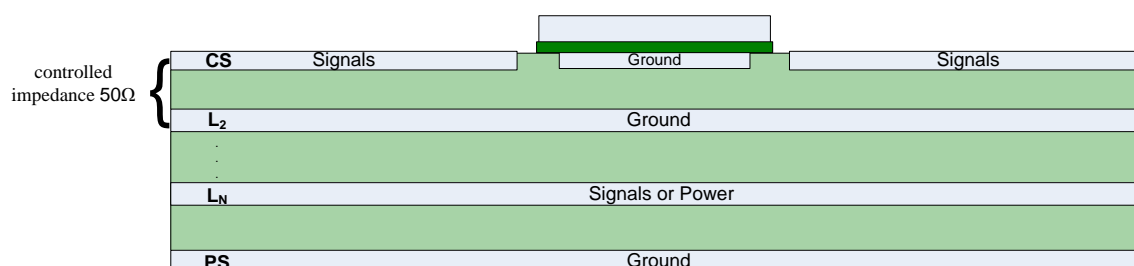 CS Signals Ground Signals
controlled
impedance 50Ω
L2 Ground
.
.
.
LN Signals or Power
PS Ground